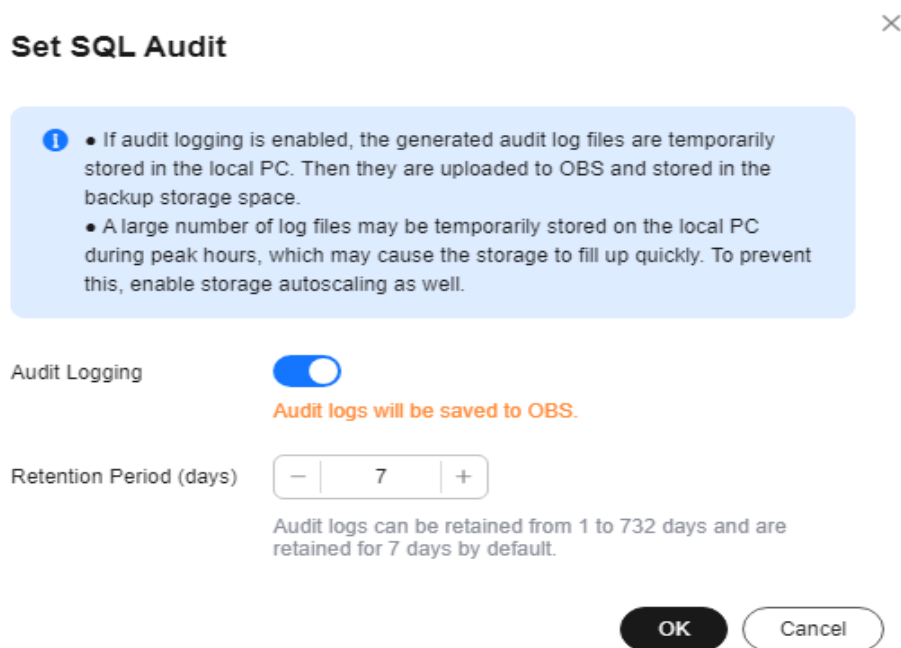 Set SQL Audit
● If audit logging is enabled, the generated audit log files are temporarily
stored in the local PC. Then they are uploaded to OBS and stored in the
backup storage space.
● A large number of log files may be temporarily stored on the local PC
during peak hours, which may cause the storage to fill up quickly. To prevent
this, enable storage autoscaling as well.
Audit Logging
Audit logs will be saved to OBS.
Retention Period (days)
7
Audit logs can be retained from 1 to 732 days and are
retained for 7 days by default.
OK
Cancel